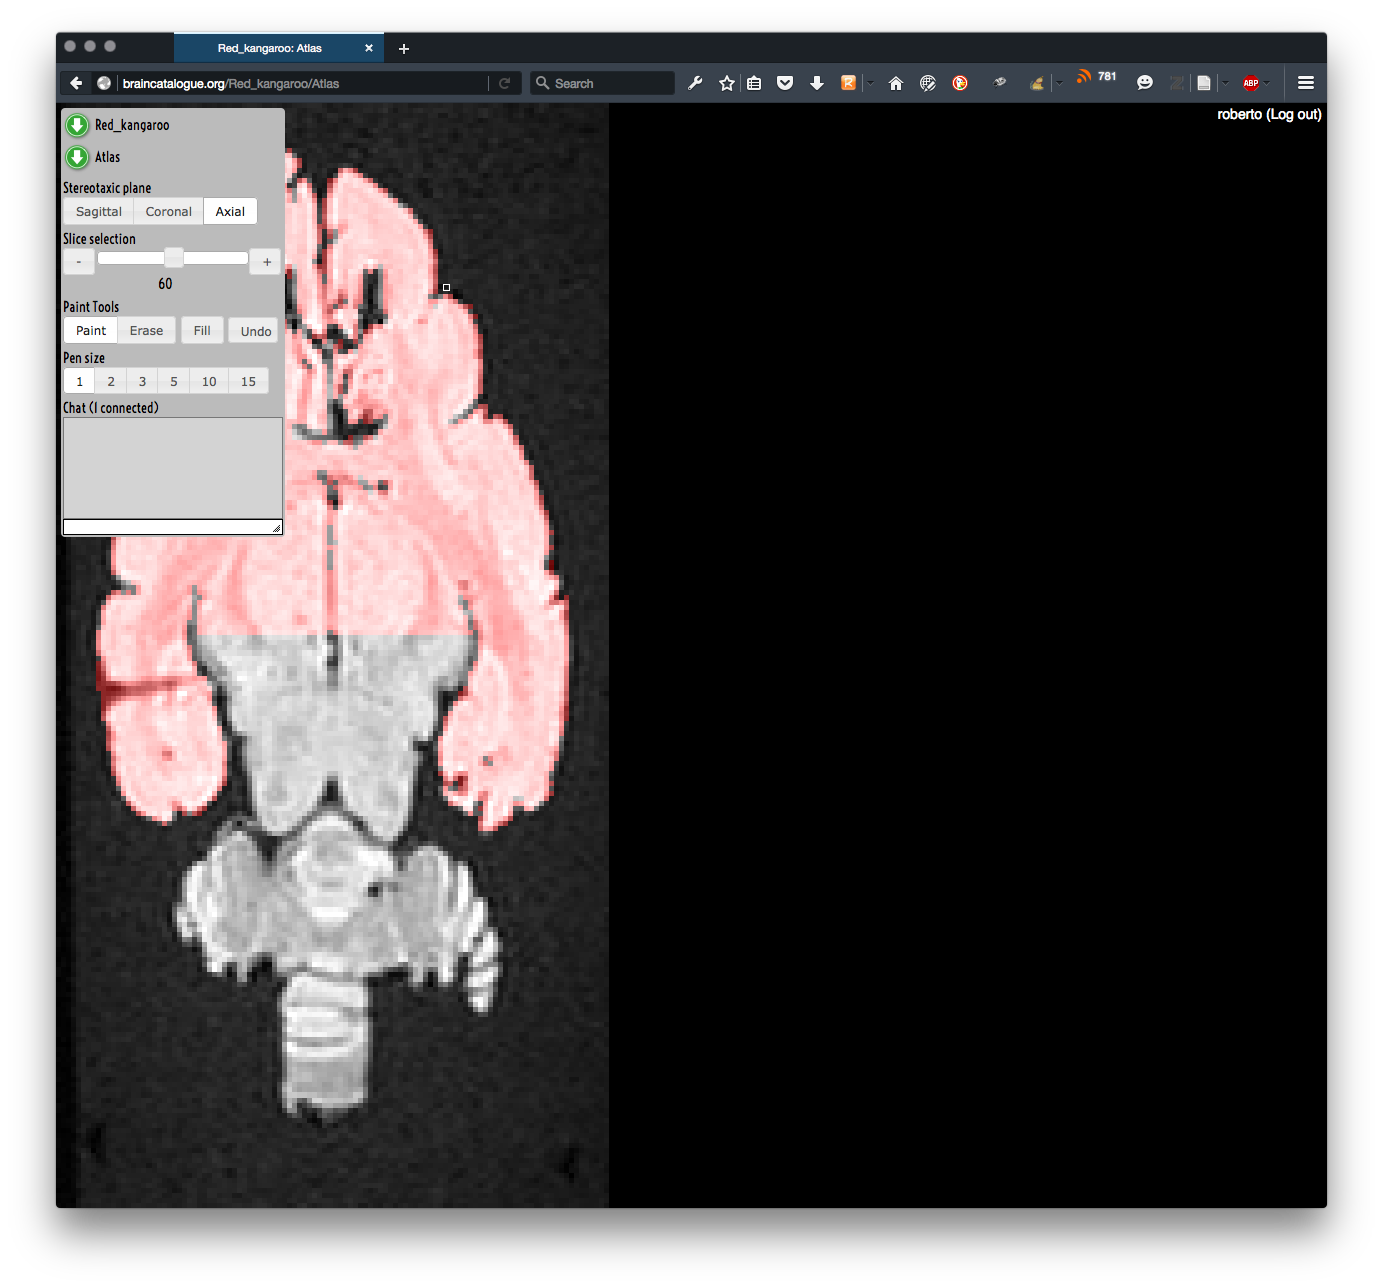 Red_kangaroo: Atlas × +
braincatalogue.org/Red_kangaroo/Atlas Search 781 ABP
roberto (Log out)
Red_kangaroo
Atlas
Stereotaxic plane
Sagittal Coronal Axial
Slice selection
- +
60
Paint Tools
Paint Erase Fill Undo
Pen size
1 2 3 5 10 15
Chat (1 connected)